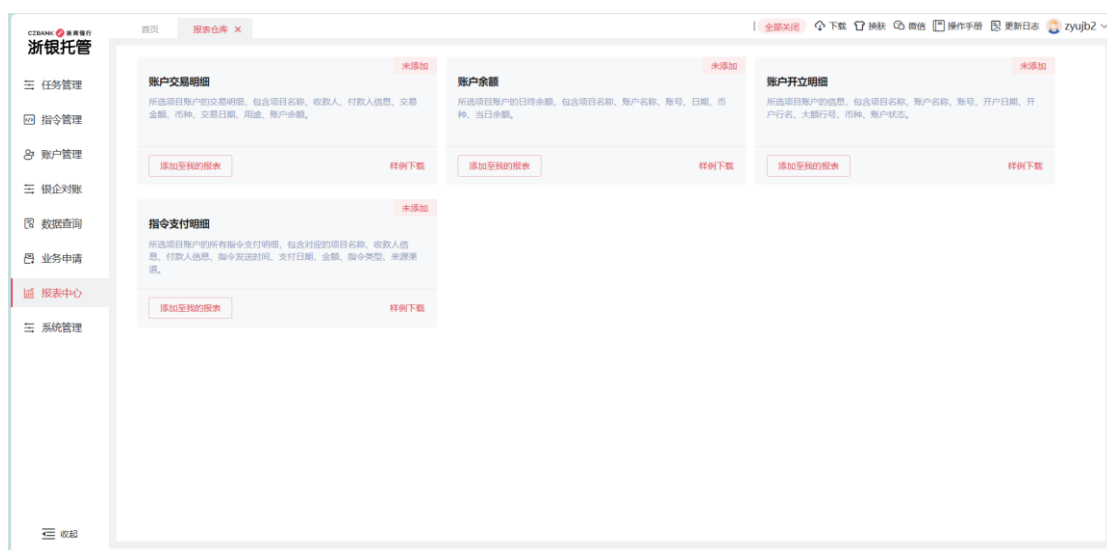 CZBANK 浙商银行
浙银托管
首页
报表仓库 ×
全部关闭 下载 换肤 微信 操作手册 更新日志 zyujb2
任务管理
指令管理
账户管理
银企对账
数据查询
业务申请
报表中心
系统管理
收起
未添加
账户交易明细
所选项目账户的交易明细,包含项目名称、收款人、付款人信息、交易
金额、币种、交易日期、用途、账户余额。
添加至我的报表
样例下载
未添加
账户余额
所选项目账户的日终余额,包含项目名称、账户名称、账号、日期、币
种、当日余额。
添加至我的报表
样例下载
未添加
账户开立明细
所选项目账户的信息,包含项目名称、账户名称、账号、开户日期、开
户行名、大额行号、币种、账户状态。
添加至我的报表
样例下载
未添加
指令支付明细
所选项目账户的所有指令支付明细,包含对应的项目名称、收款人信
息、付款人信息、指令发送时间、支付日期、金额、指令类型、来源渠
道。
添加至我的报表
样例下载